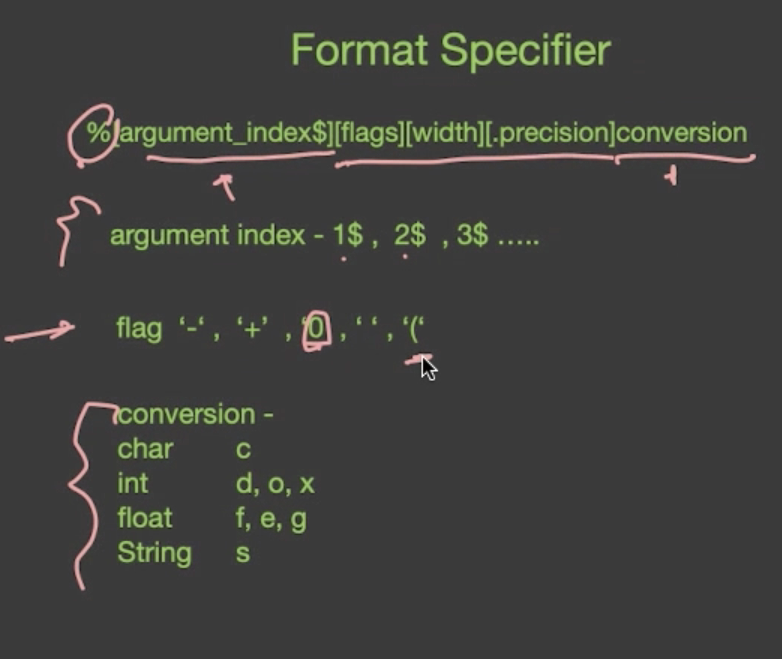 Format Specifier
%[argument_index$][flags][width][.precision]conversion
argument index - 1$ , 2$ , 3$ .....
flag ‘-‘ , ‘+’ , ‘0 , ‘ ‘ , ‘(‘
conversion -
char c
int d, o, x
float f, e, g
String s